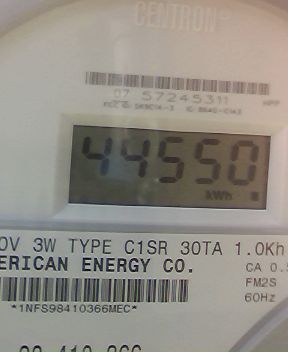 CENTRON
07 57245311
44550
kWh
0V 3W TYPE C1SR 30TA 1.0Kh
ERICAN ENERGY CO.
CA 0.5
FM2S
*1NFS98410366MEC*
60Hz